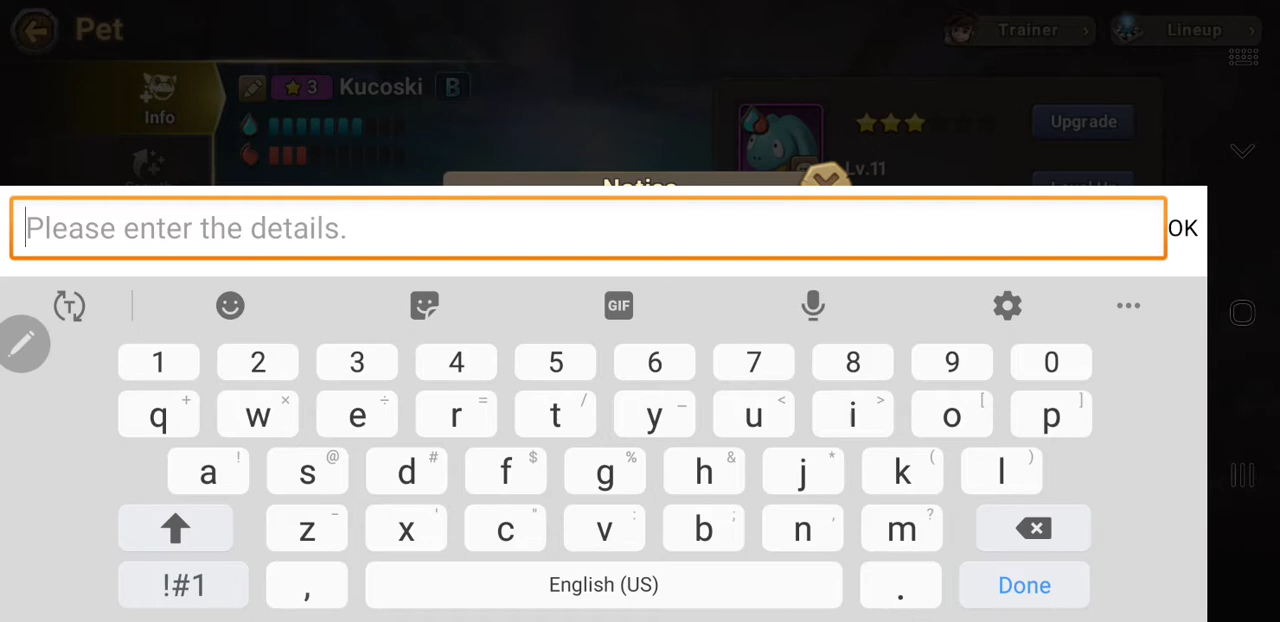 Pet
Trainer
Lineup
3 Kucoski B
Info
Upgrade
Lv.11
Notice
Please enter the details.
OK
GIF
1 2 3 4 5 6 7 8 9 0
q + w × e ÷ r = t / y _ u < i > o [ p ]
a ! s @ d # f $ g % h & j * k ( l )
z - x ' c " v : b ; n , m ?
!#1 , English (US) . Done